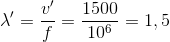 λ′ = v′/f = 1500/10⁶ = 1,5